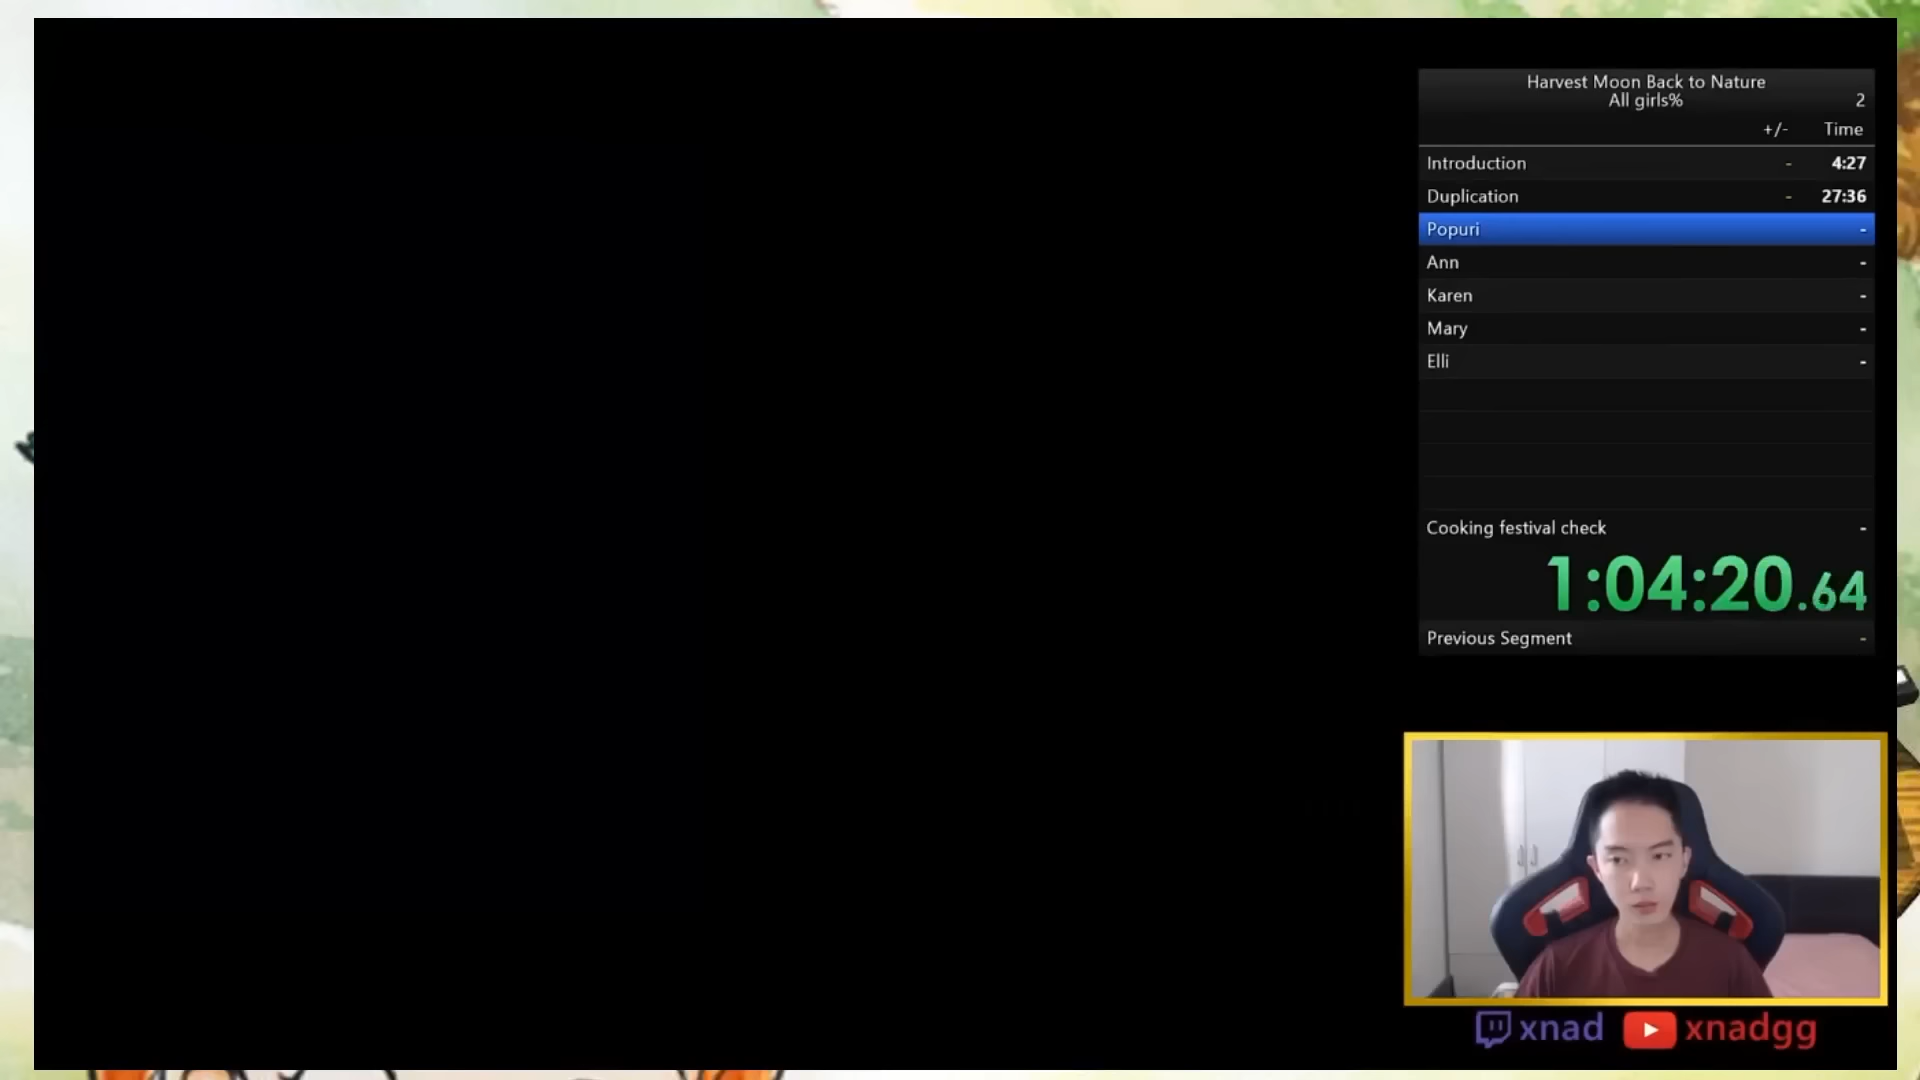 Harvest Moon Back to Nature
All girls% 2
+/- Time
Introduction - 4:27
Duplication - 27:36
Popuri -
Ann -
Karen -
Mary -
Elli -
Cooking festival check -
1:04:20.64
Previous Segment -
xnad xnadgg